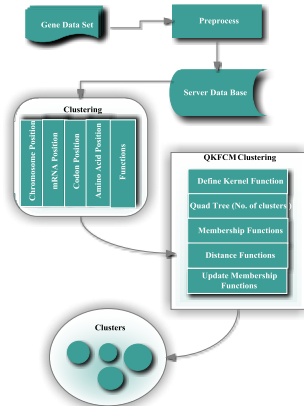 Gene Data Set
Preprocess
Server Data Base
Clustering
Chromosome Position
mRNA Position
Codon Position
Amino Acid Position
Functions
QKFCM Clustering
Define Kernel Function
Quad Tree (No. of clusters)
Membership Functions
Distance Functions
Update Membership
Functions
Clusters